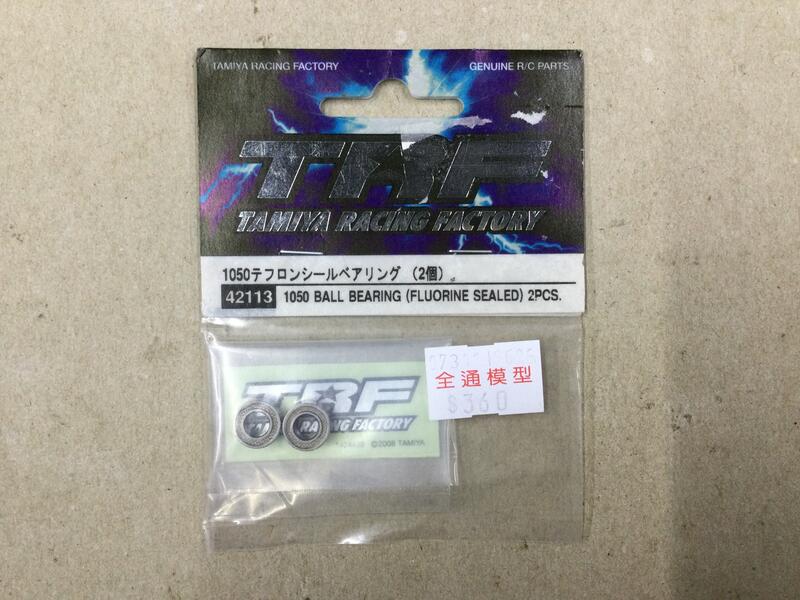 TAMIYA RACING FACTORY
GENUINE R/C PARTS
TRF
TAMIYA RACING FACTORY
1050テフロンシールベアリング (2個)
42113 1050 BALL BEARING (FLUORINE SEALED) 2PCS.
全通模型
$360
TRF
RACING FACTORY
©2008 TAMIYA